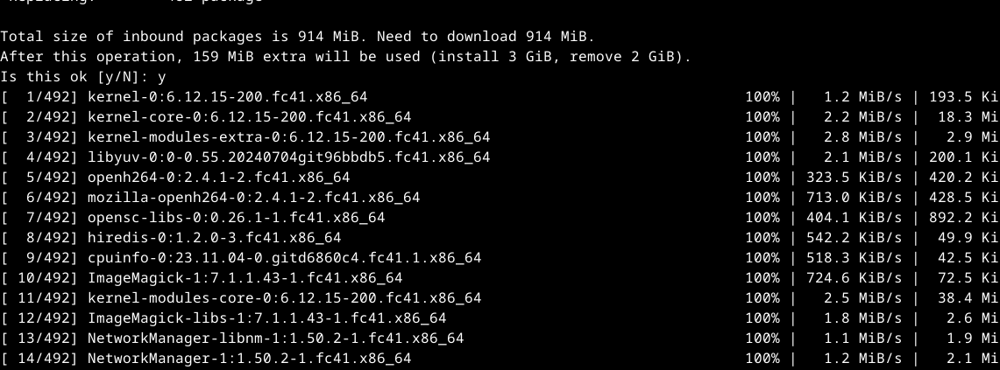 Total size of inbound packages is 914 MiB. Need to download 914 MiB.
After this operation, 159 MiB extra will be used (install 3 GiB, remove 2 GiB).
Is this ok [y/N]: y
[  1/492] kernel-0:6.12.15-200.fc41.x86_64 100% | 1.2 MiB/s | 193.5 Ki
[  2/492] kernel-core-0:6.12.15-200.fc41.x86_64 100% | 2.2 MiB/s | 18.3 Mi
[  3/492] kernel-modules-extra-0:6.12.15-200.fc41.x86_64 100% | 2.8 MiB/s | 2.9 Mi
[  4/492] libyuv-0:0-0.55.20240704git96bbdb5.fc41.x86_64 100% | 2.1 MiB/s | 200.1 Ki
[  5/492] openh264-0:2.4.1-2.fc41.x86_64 100% | 323.5 KiB/s | 420.2 Ki
[  6/492] mozilla-openh264-0:2.4.1-2.fc41.x86_64 100% | 713.0 KiB/s | 428.5 Ki
[  7/492] opensc-libs-0:0.26.1-1.fc41.x86_64 100% | 404.1 KiB/s | 892.2 Ki
[  8/492] hiredis-0:1.2.0-3.fc41.x86_64 100% | 542.2 KiB/s | 49.9 Ki
[  9/492] cpuinfo-0:23.11.04-0.gitd6860c4.fc41.1.x86_64 100% | 518.3 KiB/s | 42.5 Ki
[ 10/492] ImageMagick-1:7.1.1.43-1.fc41.x86_64 100% | 724.6 KiB/s | 72.5 Ki
[ 11/492] kernel-modules-core-0:6.12.15-200.fc41.x86_64 100% | 2.5 MiB/s | 38.4 Mi
[ 12/492] ImageMagick-libs-1:7.1.1.43-1.fc41.x86_64 100% | 1.8 MiB/s | 2.6 Mi
[ 13/492] NetworkManager-libnm-1:1.50.2-1.fc41.x86_64 100% | 1.1 MiB/s | 1.9 Mi
[ 14/492] NetworkManager-1:1.50.2-1.fc41.x86_64 100% | 1.2 MiB/s | 2.1 Mi